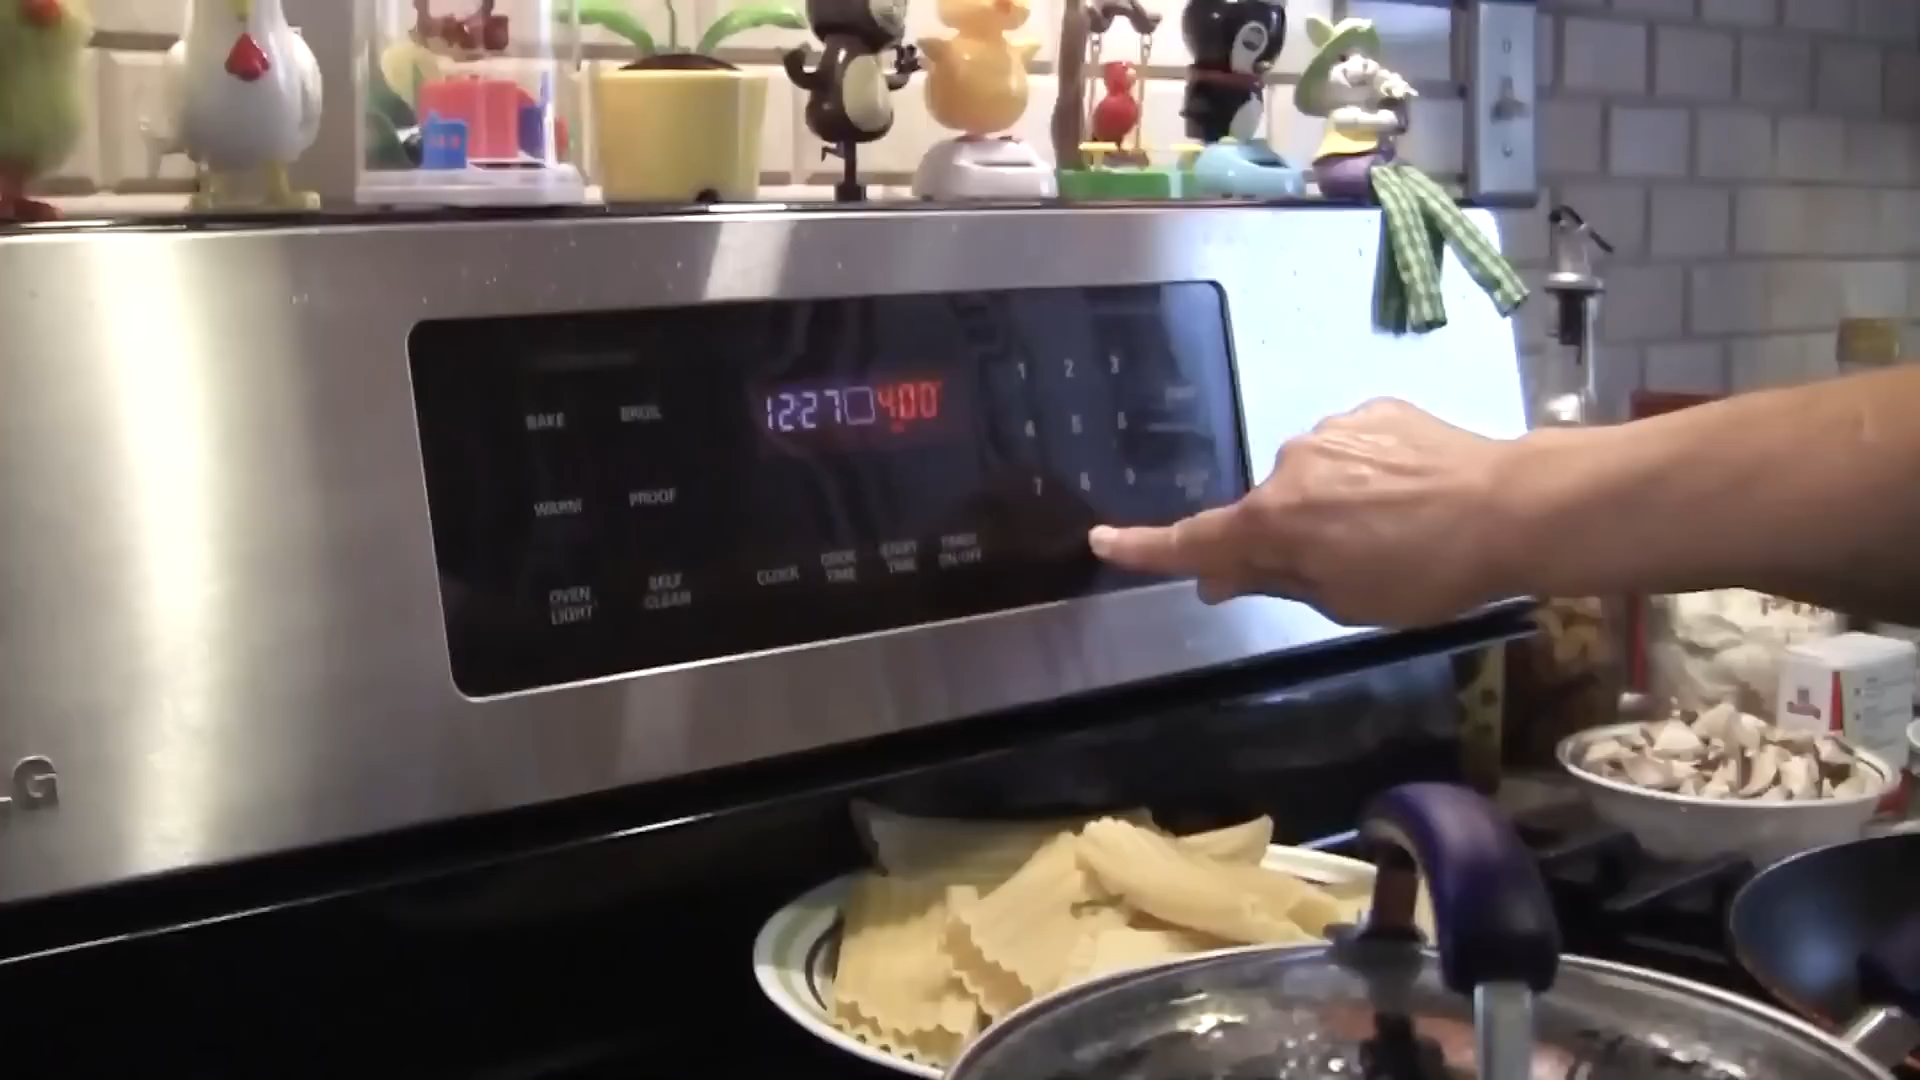 12:27 400°
1 2 3
BAKE BROIL
4 5 6
WARM PROOF
7 8 9
CLOCK COOK TIME START TIME TIMER ON/OFF
OVEN LIGHT SELF CLEAN
LG